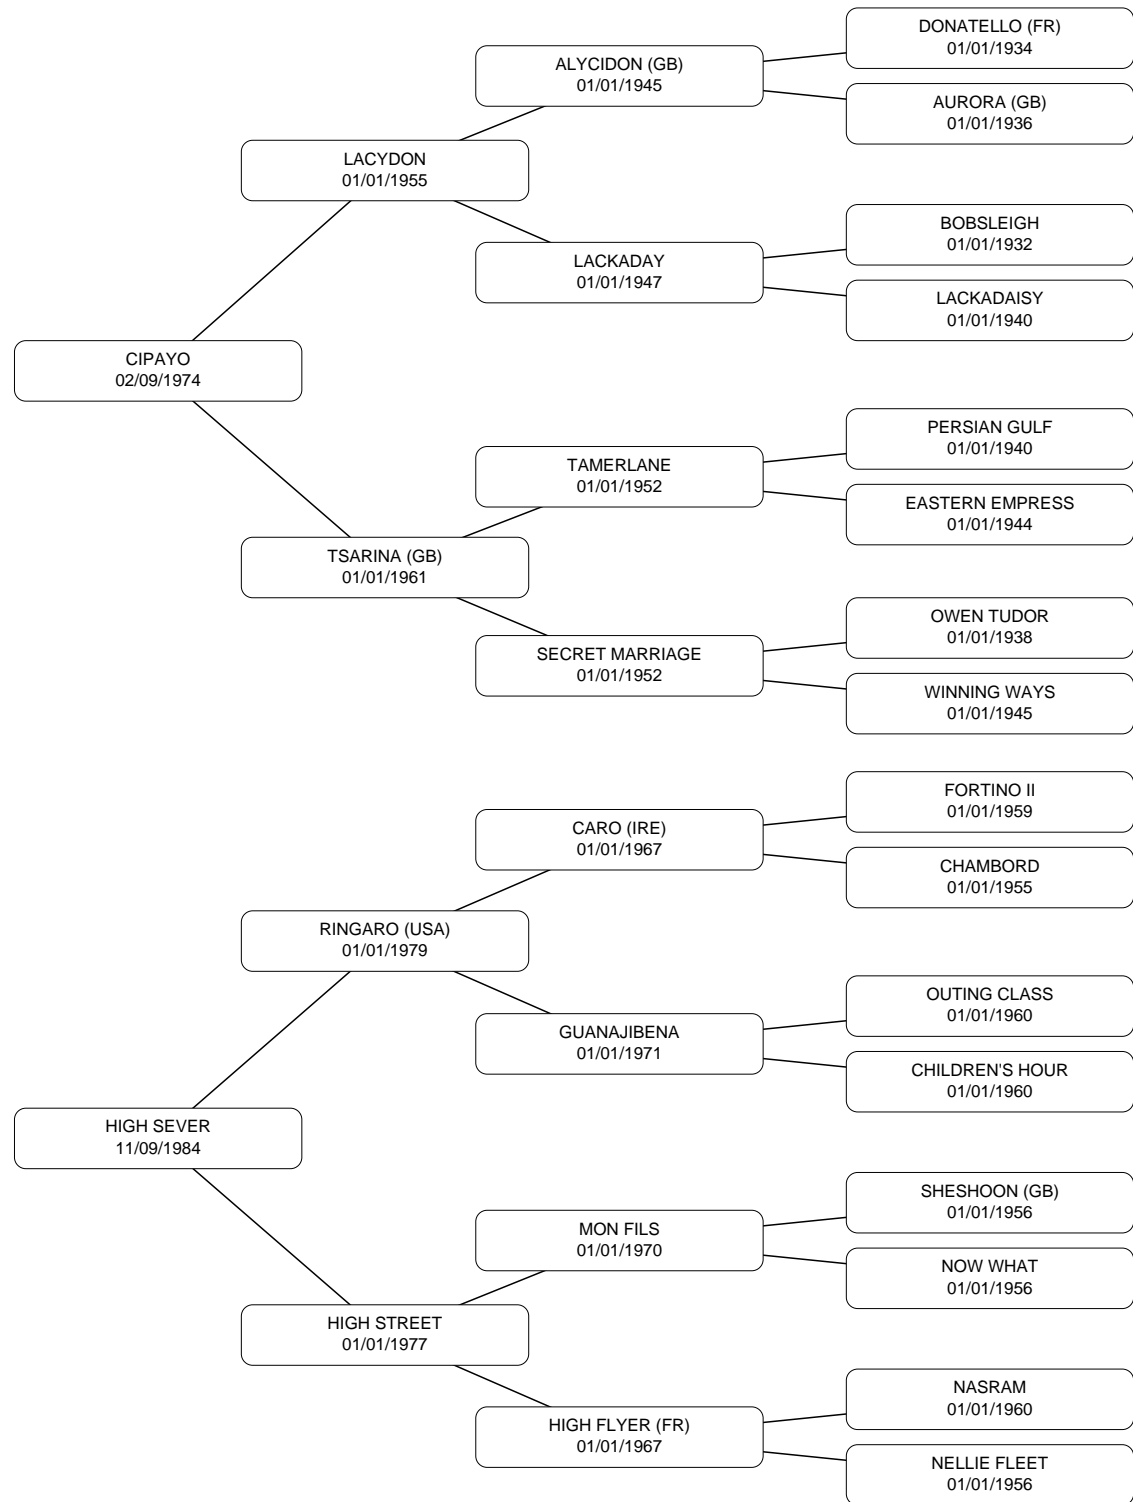 DONATELLO (FR)
01/01/1934
ALYCIDON (GB)
01/01/1945
AURORA (GB)
01/01/1936
LACYDON
01/01/1955
BOBSLEIGH
01/01/1932
LACKADAY
01/01/1947
LACKADAISY
01/01/1940
CIPAYO
02/09/1974
PERSIAN GULF
01/01/1940
TAMERLANE
01/01/1952
EASTERN EMPRESS
01/01/1944
TSARINA (GB)
01/01/1961
OWEN TUDOR
01/01/1938
SECRET MARRIAGE
01/01/1952
WINNING WAYS
01/01/1945
FORTINO II
01/01/1959
CARO (IRE)
01/01/1967
CHAMBORD
01/01/1955
RINGARO (USA)
01/01/1979
OUTING CLASS
01/01/1960
GUANAJIBENA
01/01/1971
CHILDREN'S HOUR
01/01/1960
HIGH SEVER
11/09/1984
SHESHOON (GB)
01/01/1956
MON FILS
01/01/1970
NOW WHAT
01/01/1956
HIGH STREET
01/01/1977
NASRAM
01/01/1960
HIGH FLYER (FR)
01/01/1967
NELLIE FLEET
01/01/1956